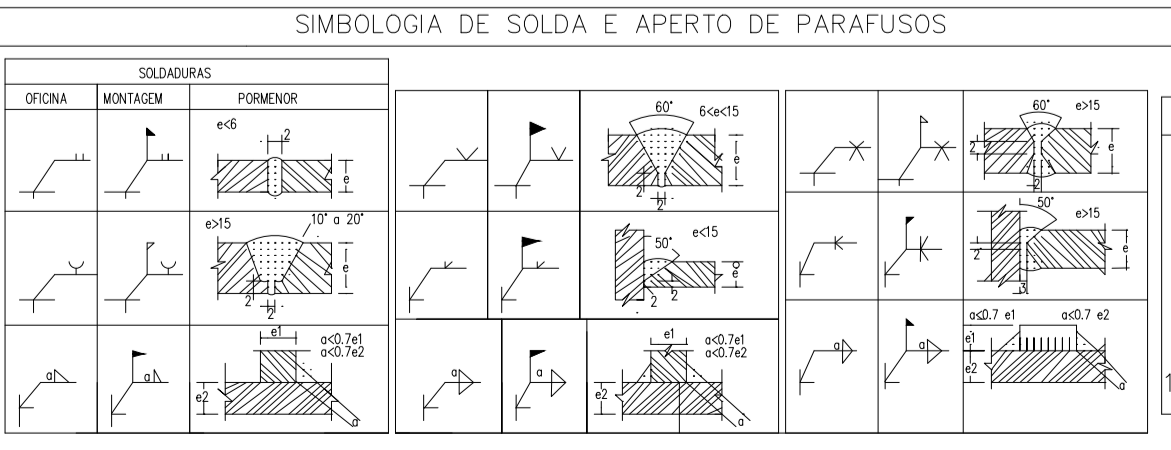 SIMBOLOGIA DE SOLDA E APERTO DE PARAFUSOS
SOLDADURAS
OFICINA MONTAGEM PORMENOR
e<6
2
e
e>15
10° a 20°
e
2
2
a
a
e1
a<0.7e1
a<0.7e2
e2
a
60°
6<e<15
e
2
2
50°
e<15
e
2
2
a
a
e1
a<0.7e1
a<0.7e2
e2
a
60°
e>15
2
e
2
50°
e>15
2
e
3
a
a
a<0.7 e1
a<0.7 e2
e1
e2
a
1